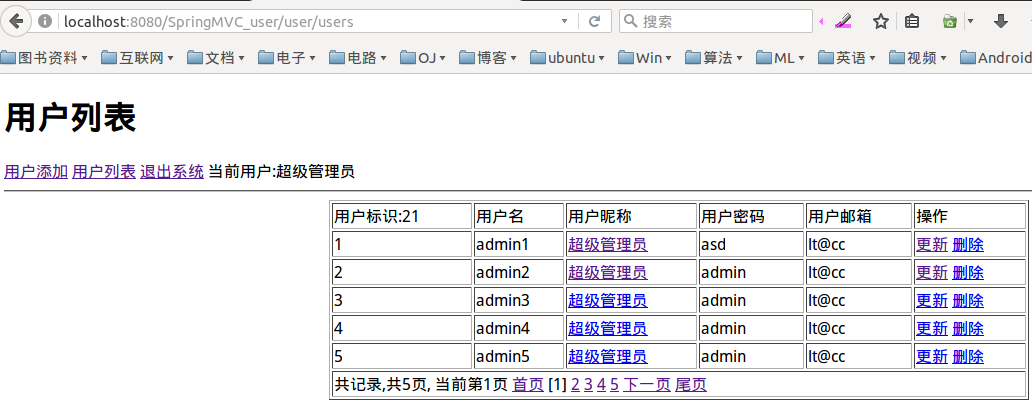 localhost:8080/SpringMVC_user/user/users 搜索
图书资料 互联网 文档 电子 电路 OJ 博客 ubuntu Win 算法 ML 英语 视频 Android
用户列表
用户添加 用户列表 退出系统 当前用户:超级管理员
用户标识:21 用户名 用户昵称 用户密码 用户邮箱 操作
1 admin1 超级管理员 asd lt@cc 更新 删除
2 admin2 超级管理员 admin lt@cc 更新 删除
3 admin3 超级管理员 admin lt@cc 更新 删除
4 admin4 超级管理员 admin lt@cc 更新 删除
5 admin5 超级管理员 admin lt@cc 更新 删除
共记录,共5页, 当前第1页 首页 [1] 2 3 4 5 下一页 尾页